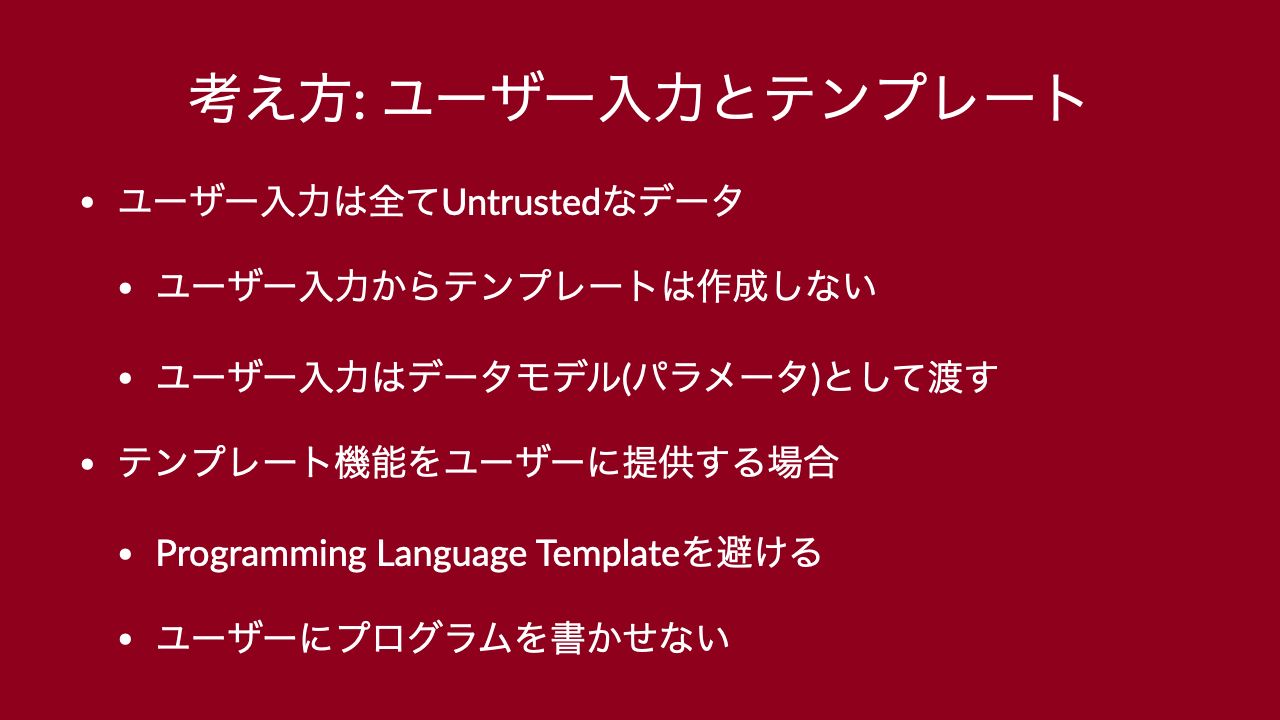 考え方: ユーザー入力とテンプレート
• ユーザー入力は全てUntrustedなデータ
• ユーザー入力からテンプレートは作成しない
• ユーザー入力はデータモデル(パラメータ)として渡す
• テンプレート機能をユーザーに提供する場合
• Programming Language Templateを避ける
• ユーザーにプログラムを書かせない